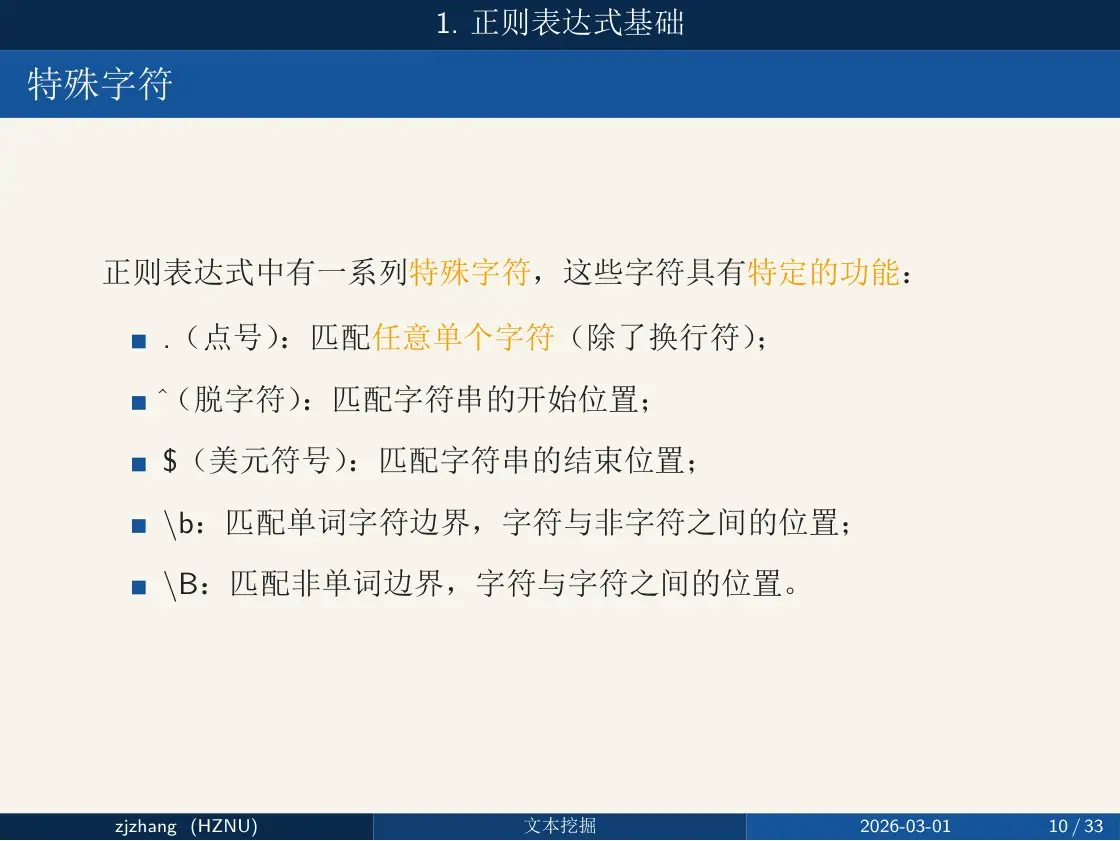 1. 正则表达式基础
特殊字符
正则表达式中有一系列特殊字符，这些字符具有特定的功能：
.（点号）：匹配任意单个字符（除了换行符）；
^（脱字符）：匹配字符串的开始位置；
$（美元符号）：匹配字符串的结束位置；
\b：匹配单词字符边界，字符与非字符之间的位置；
\B：匹配非单词边界，字符与字符之间的位置。
zjzhang (HZNU) 文本挖掘 2026-03-01 10 / 33